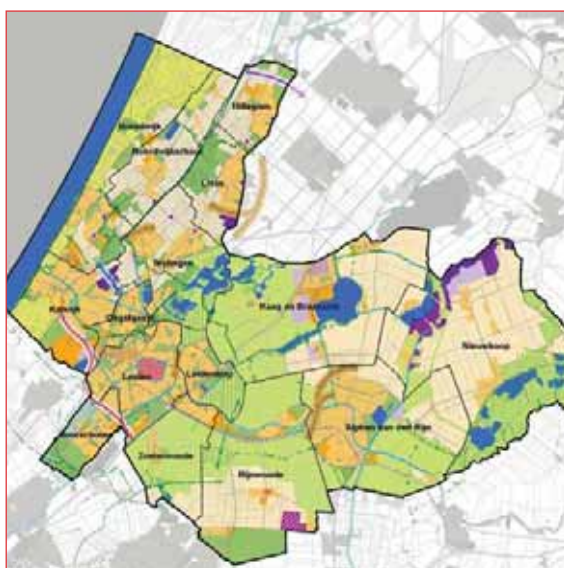 Hillegom
Noordwijk
Noordwijkerhout
Lisse
Teylingen
Kaag en Braassem
Katwijk
Oegstgeest
Nieuwkoop
Leiden
Leiderdorp
Alphen aan den Rijn
Zoeterwoude
Rijnwoude